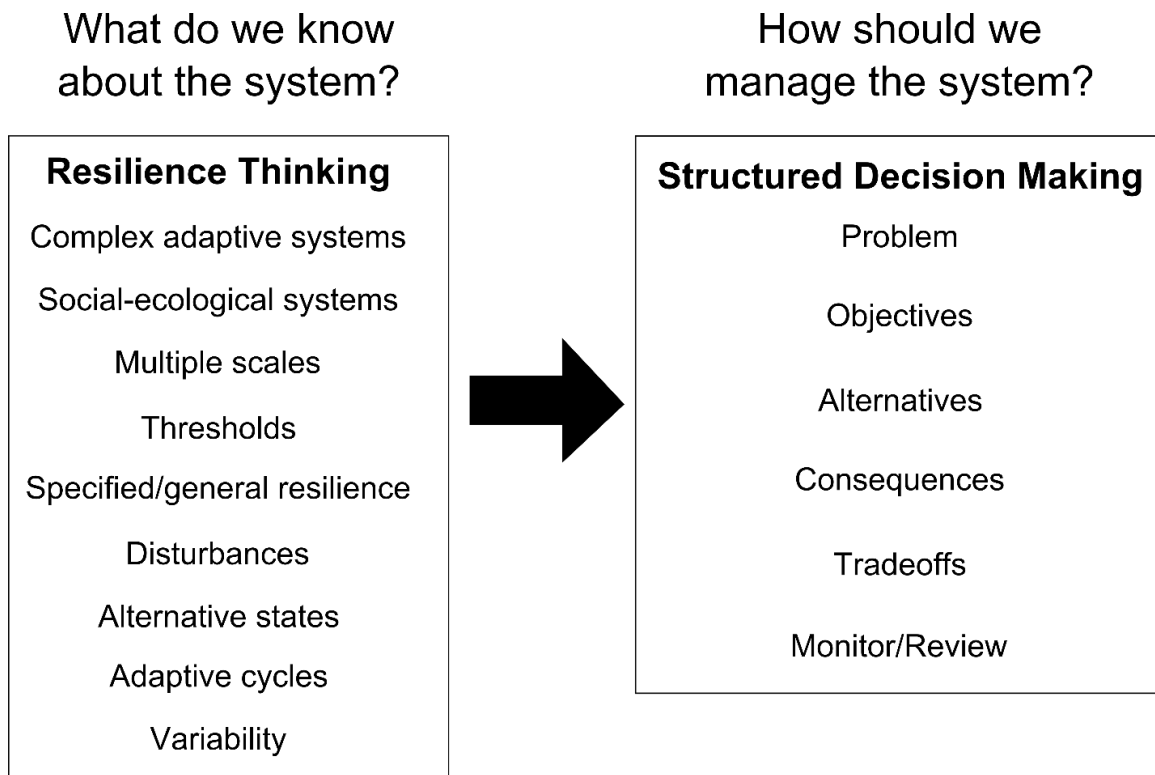 What do we know
about the system?
Resilience Thinking
Complex adaptive systems
Social-ecological systems
Multiple scales
Thresholds
Specified/general resilience
Disturbances
Alternative states
Adaptive cycles
Variability
How should we
manage the system?
Structured Decision Making
Problem
Objectives
Alternatives
Consequences
Tradeoffs
Monitor/Review